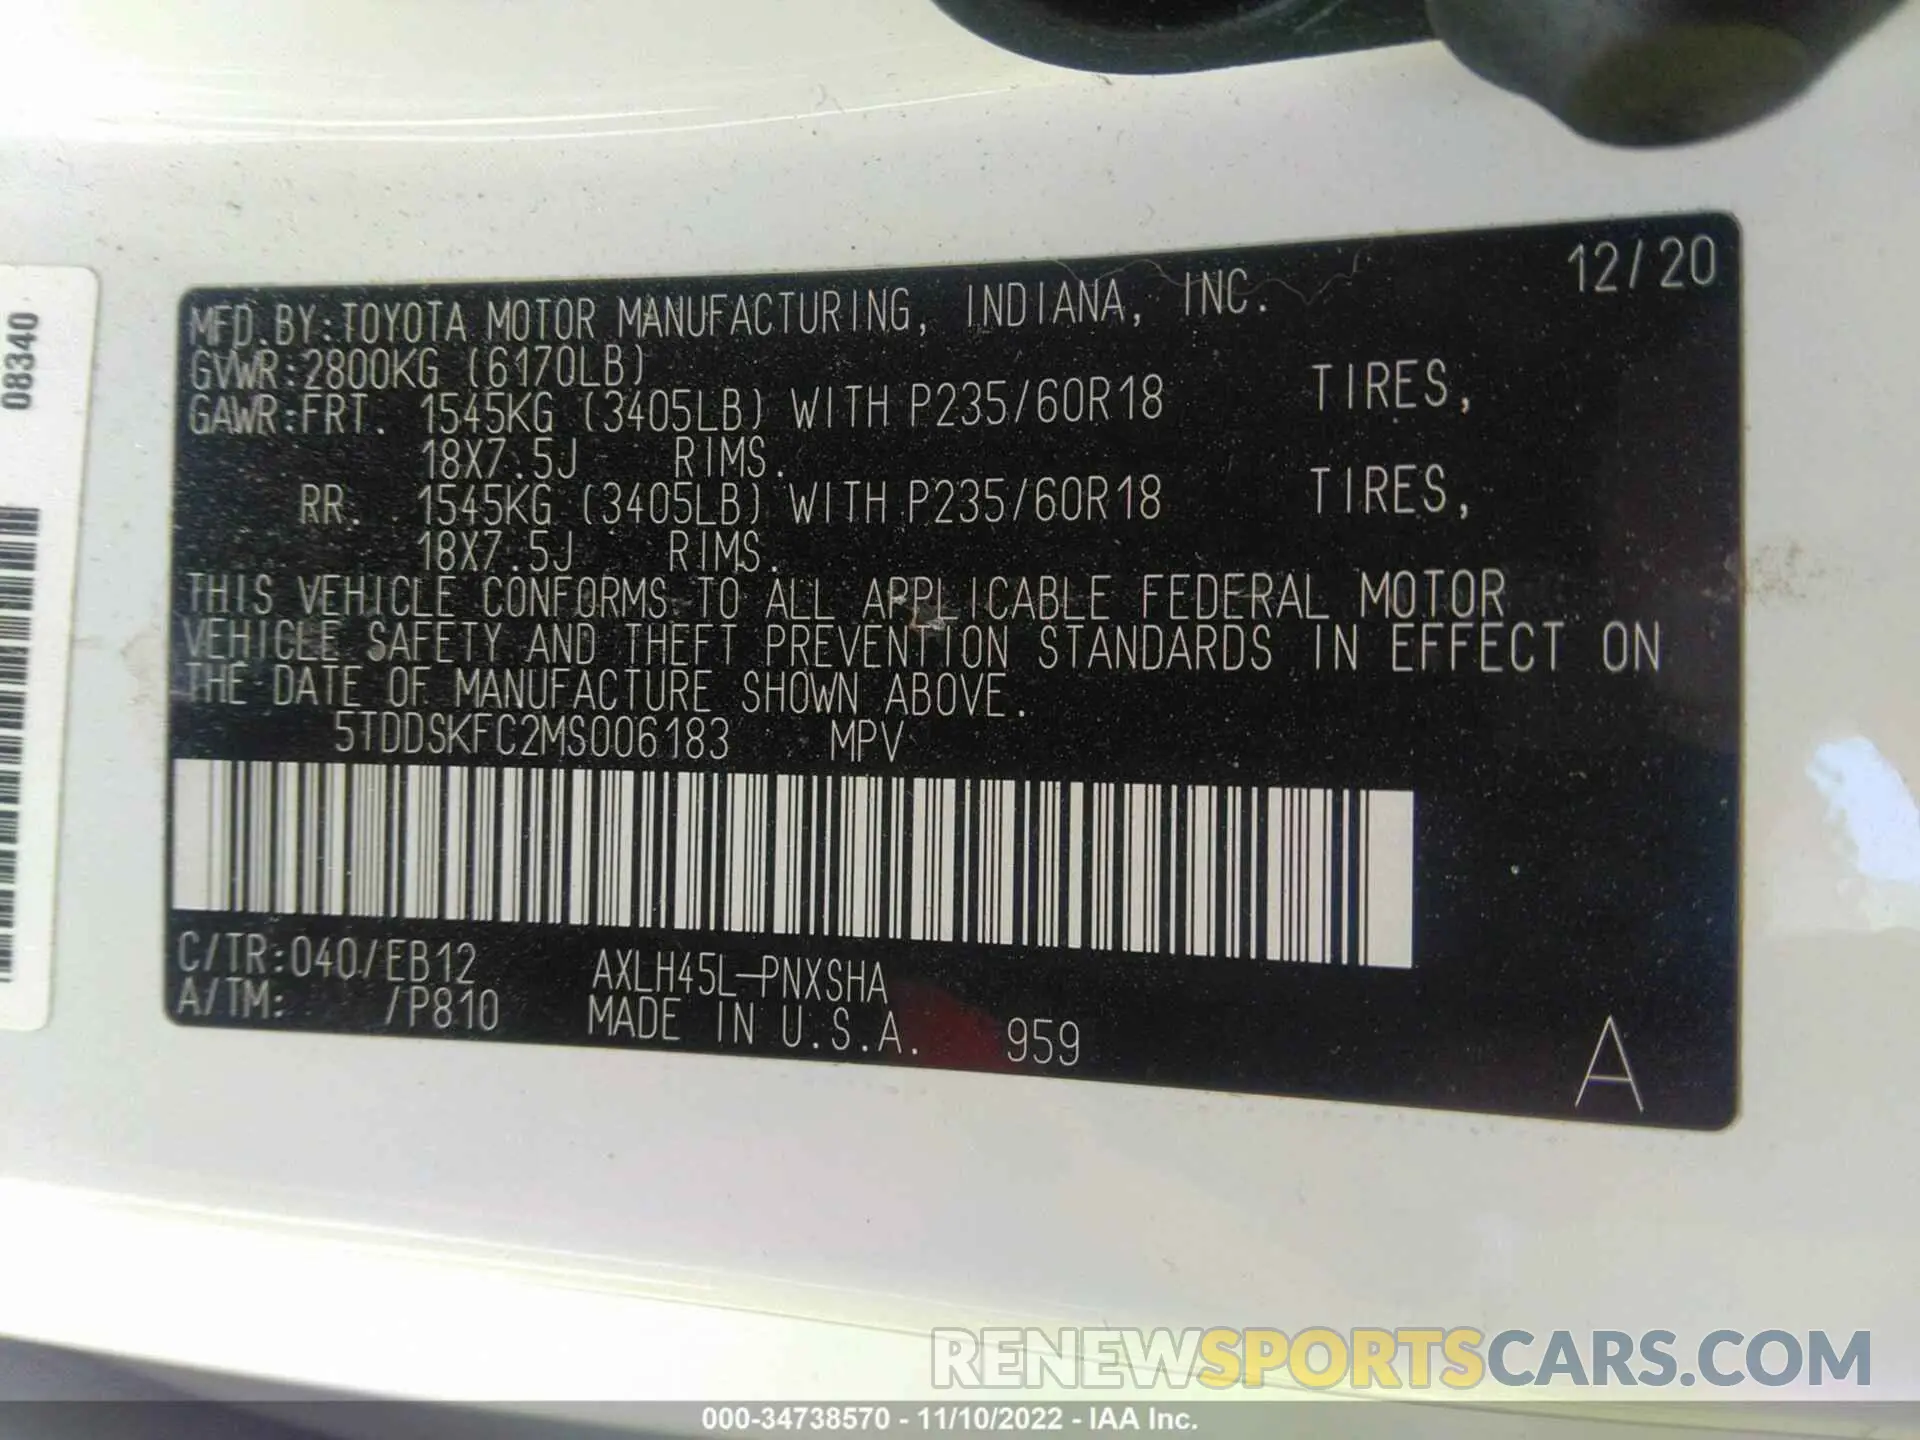 08340
12/20
MFD.BY:TOYOTA MOTOR MANUFACTURING, INDIANA, INC.
GVWR:2800KG (6170LB)
GAWR:FRT. 1545KG (3405LB) WITH P235/60R18 TIRES,
18X7.5J RIMS.
RR. 1545KG (3405LB) WITH P235/60R18 TIRES,
18X7.5J RIMS.
THIS VEHICLE CONFORMS TO ALL APPLICABLE FEDERAL MOTOR
VEHICLE SAFETY AND THEFT PREVENTION STANDARDS IN EFFECT ON
THE DATE OF MANUFACTURE SHOWN ABOVE.
5TDDSKFC2MS006183 MPV
C/TR:040/EB12 AXLH45L-PNXSHA
A/TM: /P810 MADE IN U.S.A. 959
A
RENEWSPORTSCARS.COM
000-34738570 - 11/10/2022 - IAA Inc.